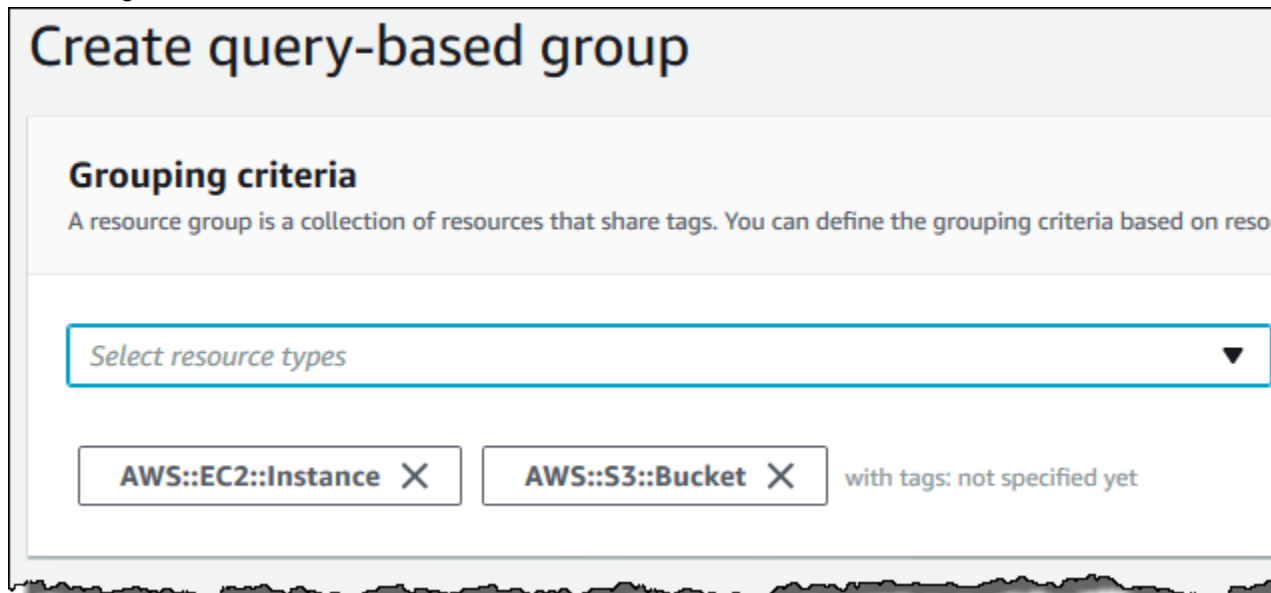 Create query-based group
Grouping criteria
A resource group is a collection of resources that share tags. You can define the grouping criteria based on reso
Select resource types
AWS::EC2::Instance AWS::S3::Bucket with tags: not specified yet